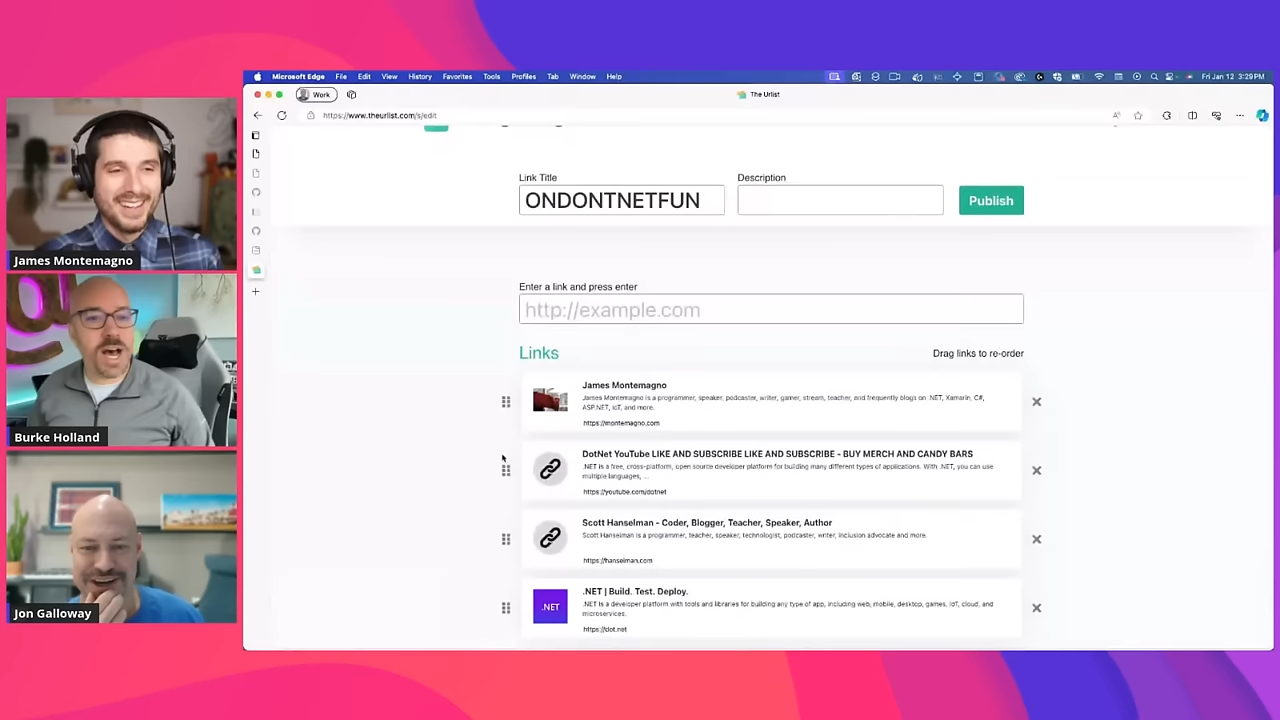 Microsoft Edge File Edit View History Favorites Tools Profiles Tab Window Help
Fri Jan 12 3:29 PM
Work
The Urlist
https://www.theurlist.com/s/edit
Link Title
Description
ONDONTNETFUN
Publish
Enter a link and press enter
http://example.com
Links
Drag links to re-order
James Montemagno
James Montemagno is a programmer, speaker, podcaster, writer, gamer, stream, teacher, and frequently blogs on .NET, Xamarin, C#,
ASP.NET, IoT, and more.
https://montemagno.com
DotNet YouTube LIKE AND SUBSCRIBE LIKE AND SUBSCRIBE - BUY MERCH AND CANDY BARS
.NET is a free, cross-platform, open source developer platform for building many different types of applications. With .NET, you can use
multiple languages, ...
https://youtube.com/dotnet
Scott Hanselman - Coder, Blogger, Teacher, Speaker, Author
Scott Hanselman is a programmer, teacher, speaker, technologist, podcaster, writer, inclusion advocate and more.
https://hanselman.com
.NET
.NET | Build. Test. Deploy.
.NET is a developer platform with tools and libraries for building any type of app, including web, mobile, desktop, games, IoT, cloud, and
microservices.
https://dot.net
James Montemagno
Burke Holland
Jon Galloway